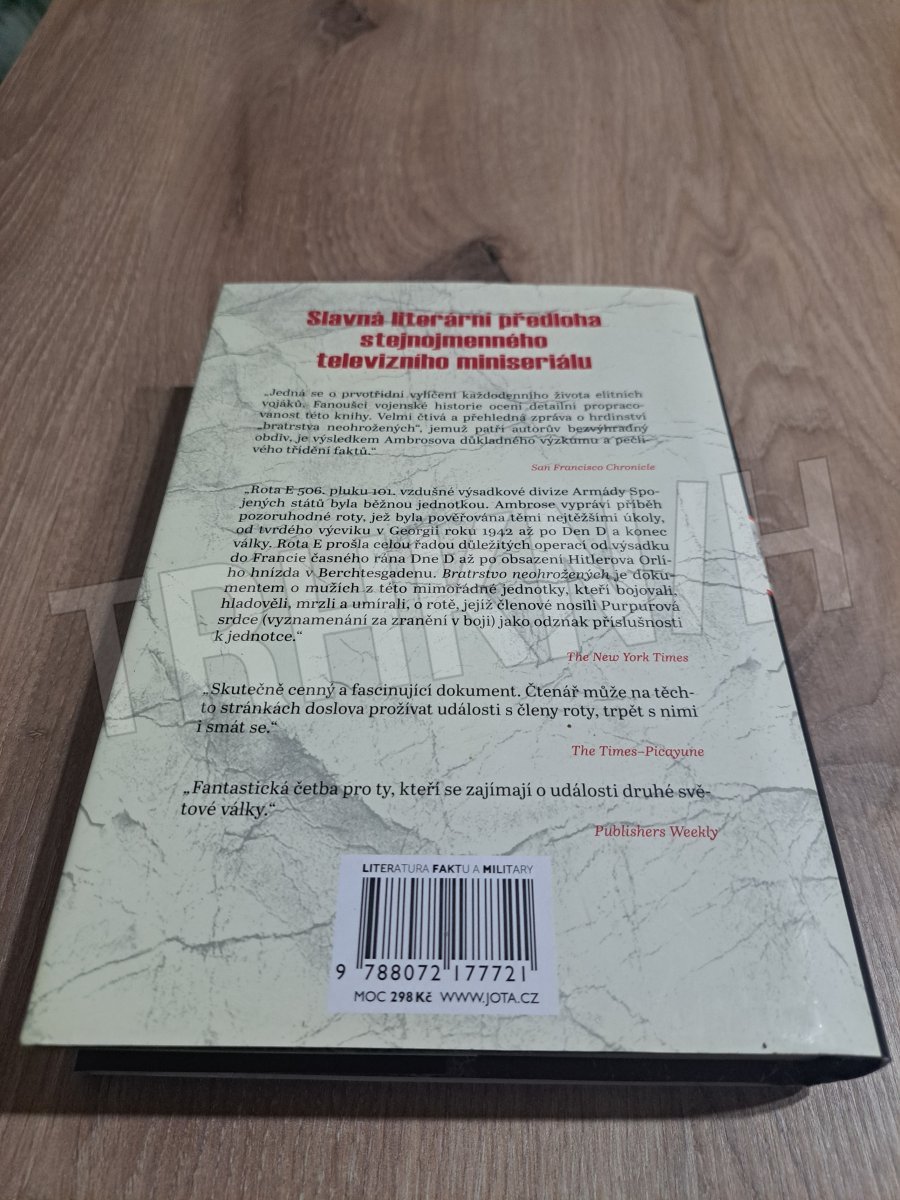 Slavná literární předloha
stejnojmenného
televizního miniseriálu
„Jedná se o prvotřídní vylíčení každodenního života elitních
vojáků. Fanoušci vojenské historie ocení detailní propraco-
vanost této knihy. Velmi čtivá a přehledná zpráva o hrdinství
„bratrstva neohrožených“, jemuž patří autorův bezvýhradný
obdiv, je výsledkem Ambrosova důkladného výzkumu a pečli-
vého třídění faktů.“
San Francisco Chronicle
„Rota E 506. pluku 101. vzdušné výsadkové divize Armády Spo-
jených států byla běžnou jednotkou. Ambrose vypráví příběh
pozoruhodné roty, jež byla pověřována těmi nejtěžšími úkoly,
od tvrdého výcviku v Georgii roku 1942 až po Den D a konec
války. Rota E prošla celou řadou důležitých operací od výsadku
do Francie časného rána Dne D až po obsazení Hitlerova Orlí-
ho hnízda v Berchtesgadenu. Bratrstvo neohrožených je doku-
mentem o mužích z této mimořádné jednotky, kteří bojovali,
hladověli, mrzli a umírali, o rotě, jejíž členové nosili Purpurová
srdce (vyznamenání za zranění v boji) jako odznak příslušnosti
k jednotce.“
The New York Times
„Skutečně cenný a fascinující dokument. Čtenář může na těch-
to stránkách doslova prožívat události s členy roty, trpět s nimi
i smát se.“
The Times–Picayune
„Fantastická četba pro ty, kteří se zajímají o události druhé svě-
tové války.“
Publishers Weekly
LITERATURA FAKTU A MILITARY
9 788072 177721
MOC 298 Kč WWW.JOTA.CZ